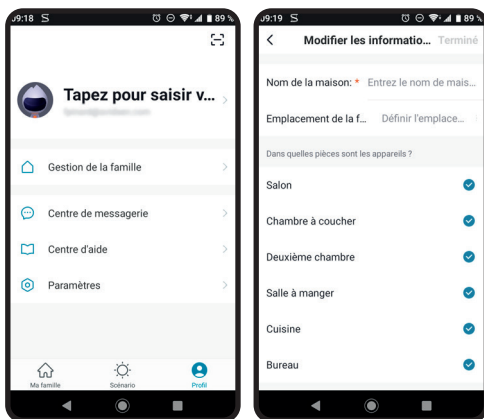 09:18 S
89 %
Tapez pour saisir v...
Gestion de la famille
Centre de messagerie
Centre d'aide
Paramètres
Ma famille
Scénario
Profil
09:19 S
89 %
Modifier les informatio... Terminé
Nom de la maison: * Entrez le nom de mais...
Emplacement de la f... Définir l'emplace...
Dans quelles pièces sont les appareils ?
Salon
Chambre à coucher
Deuxième chambre
Salle à manger
Cuisine
Bureau